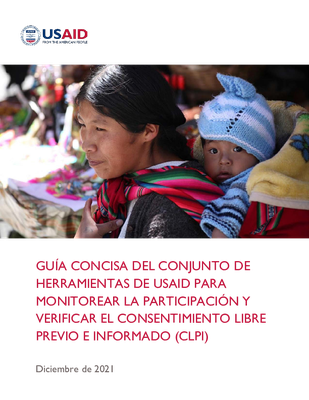 USAID
FROM THE AMERICAN PEOPLE
GUÍA CONCISA DEL CONJUNTO DE
HERRAMIENTAS DE USAID PARA
MONITOREAR LA PARTICIPACIÓN Y
VERIFICAR EL CONSENTIMIENTO LIBRE
PREVIO E INFORMADO (CLPI)
Diciembre de 2021